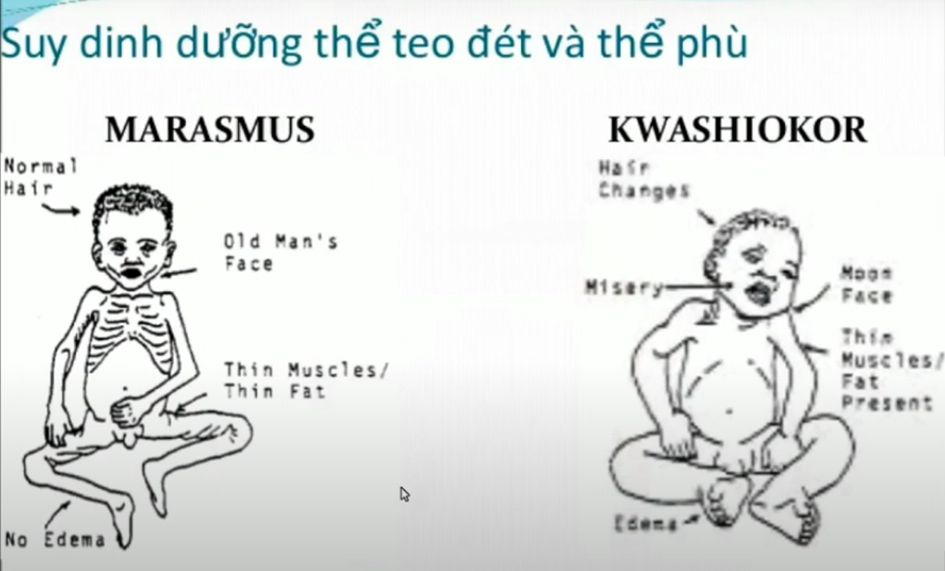 Suy dinh dưỡng thể teo đét và thể phù
MARASMUS
Normal
Hair
Old Man's
Face
Thin Muscles/
Thin Fat
No Edema
KWASHIOKOR
Hair
Changes
Misery
Moon
Face
Thin
Muscles/
Fat
Present
Edema